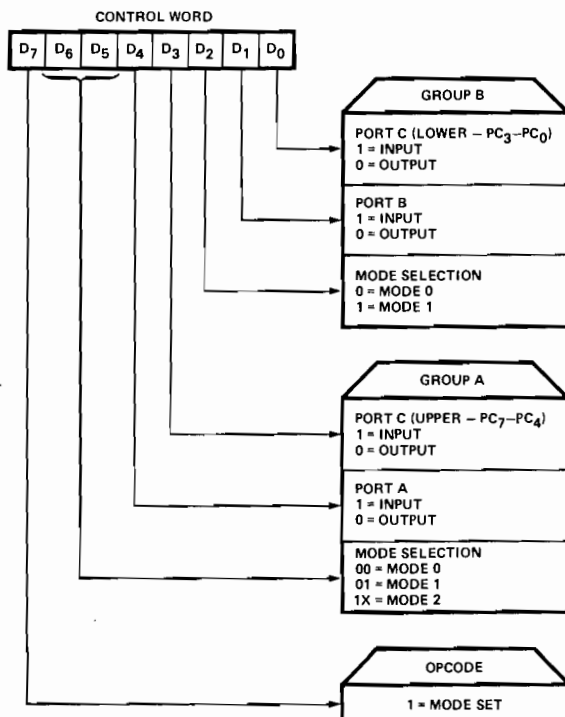 CONTROL WORD
D7 D6 D5 D4 D3 D2 D1 D0
GROUP B
PORT C (LOWER – PC3–PC0)
1 = INPUT
0 = OUTPUT
PORT B
1 = INPUT
0 = OUTPUT
MODE SELECTION
0 = MODE 0
1 = MODE 1
GROUP A
PORT C (UPPER – PC7–PC4)
1 = INPUT
0 = OUTPUT
PORT A
1 = INPUT
0 = OUTPUT
MODE SELECTION
00 = MODE 0
01 = MODE 1
1X = MODE 2
OPCODE
1 = MODE SET